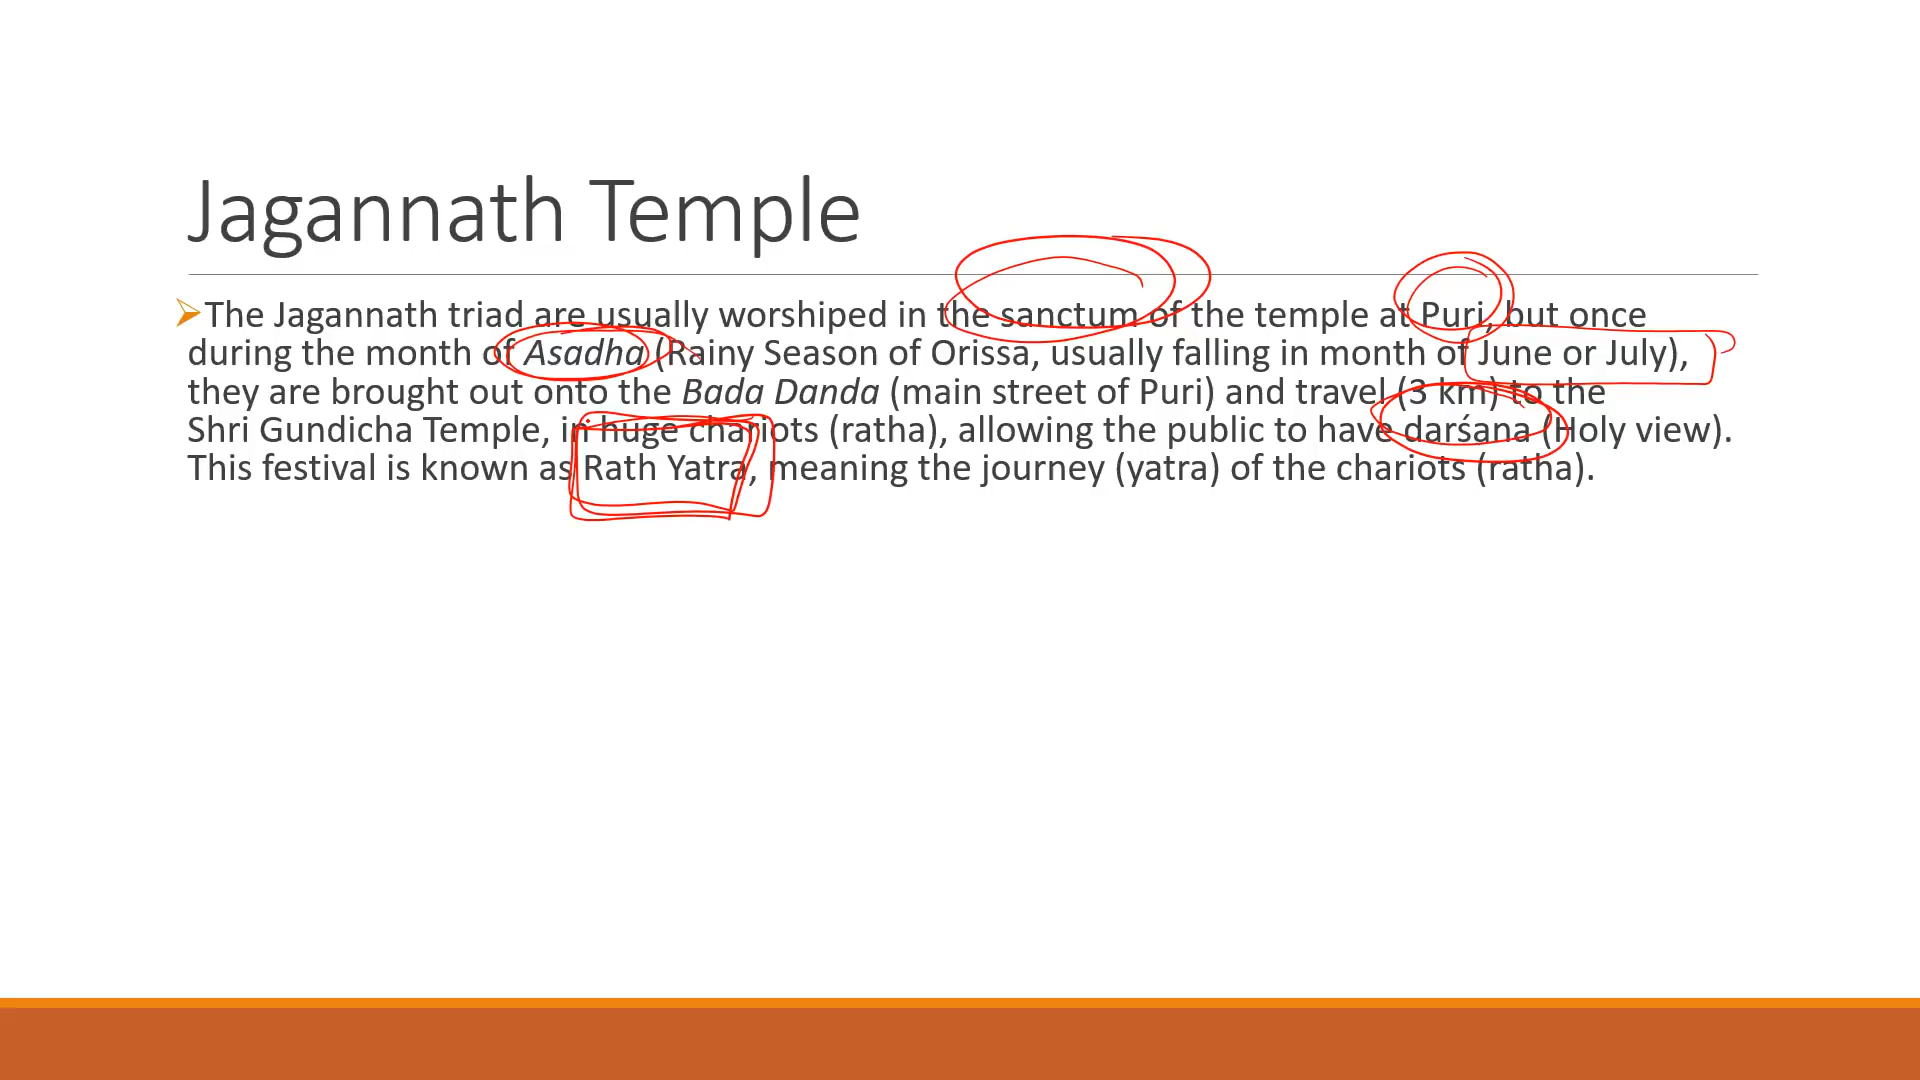 Jagannath Temple
The Jagannath triad are usually worshiped in the sanctum of the temple at Puri, but once
during the month of Asadha (Rainy Season of Orissa, usually falling in month of June or July),
they are brought out onto the Bada Danda (main street of Puri) and travel (3 km) to the
Shri Gundicha Temple, in huge chariots (ratha), allowing the public to have darśana (Holy view).
This festival is known as Rath Yatra, meaning the journey (yatra) of the chariots (ratha).